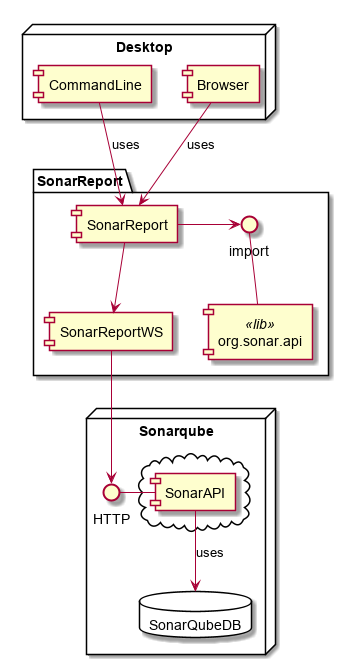 Desktop
CommandLine
Browser
uses
uses
SonarReport
SonarReport
import
«lib»
org.sonar.api
SonarReportWS
Sonarqube
SonarAPI
HTTP
uses
SonarQubeDB